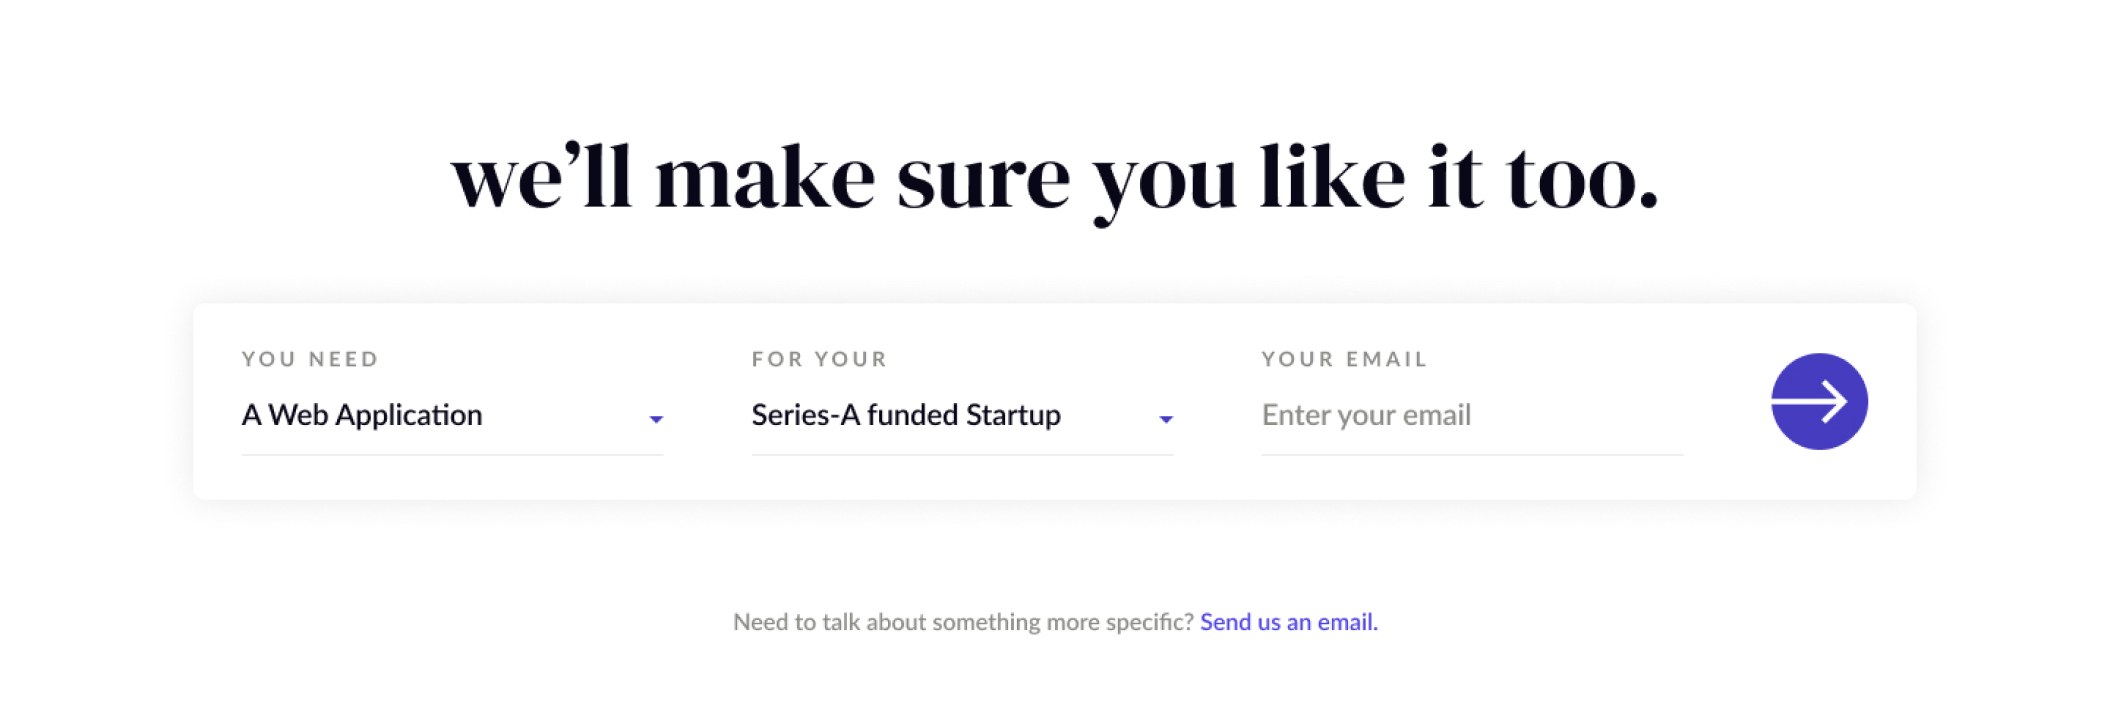 we’ll make sure you like it too.
YOU NEED
FOR YOUR
YOUR EMAIL
A Web Application
Series-A funded Startup
Enter your email
Need to talk about something more specific? Send us an email.